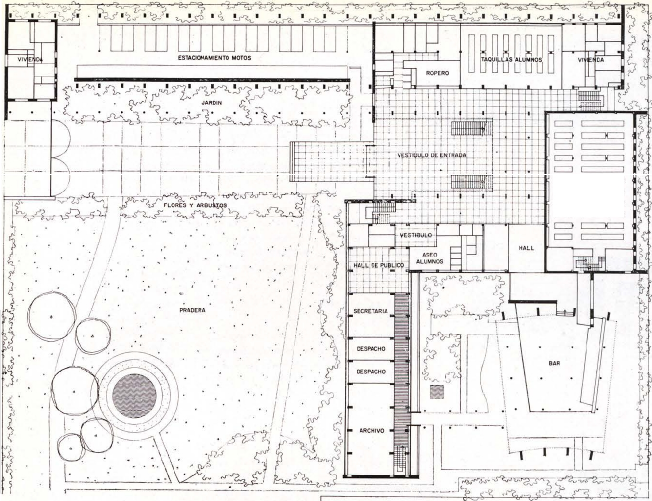 VIVIENDA
ESTACIONAMIENTO MOTOS
ROPERO
TAQUILLAS ALUMNOS
VIVIENDA
JARDIN
VESTIBULO DE ENTRADA
FLORES Y ARBUSTOS
VESTIBULO
HALL DE PUBLICO
ASEO
ALUMNOS
HALL
PRADERA
SECRETARIA
DESPACHO
DESPACHO
BAR
ARCHIVO